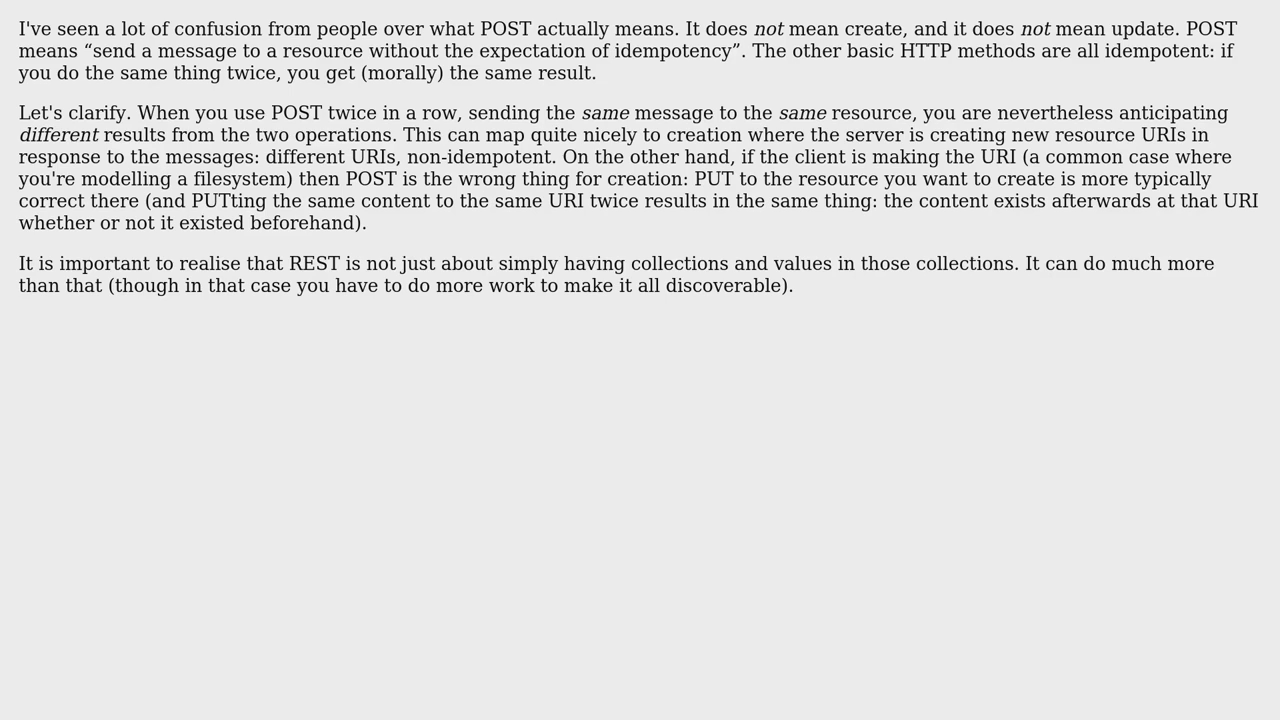 I've seen a lot of confusion from people over what POST actually means. It does not mean create, and it does not mean update. POST
means “send a message to a resource without the expectation of idempotency”. The other basic HTTP methods are all idempotent: if
you do the same thing twice, you get (morally) the same result.
Let's clarify. When you use POST twice in a row, sending the same message to the same resource, you are nevertheless anticipating
different results from the two operations. This can map quite nicely to creation where the server is creating new resource URIs in
response to the messages: different URIs, non-idempotent. On the other hand, if the client is making the URI (a common case where
you're modelling a filesystem) then POST is the wrong thing for creation: PUT to the resource you want to create is more typically
correct there (and PUTting the same content to the same URI twice results in the same thing: the content exists afterwards at that URI
whether or not it existed beforehand).
It is important to realise that REST is not just about simply having collections and values in those collections. It can do much more
than that (though in that case you have to do more work to make it all discoverable).